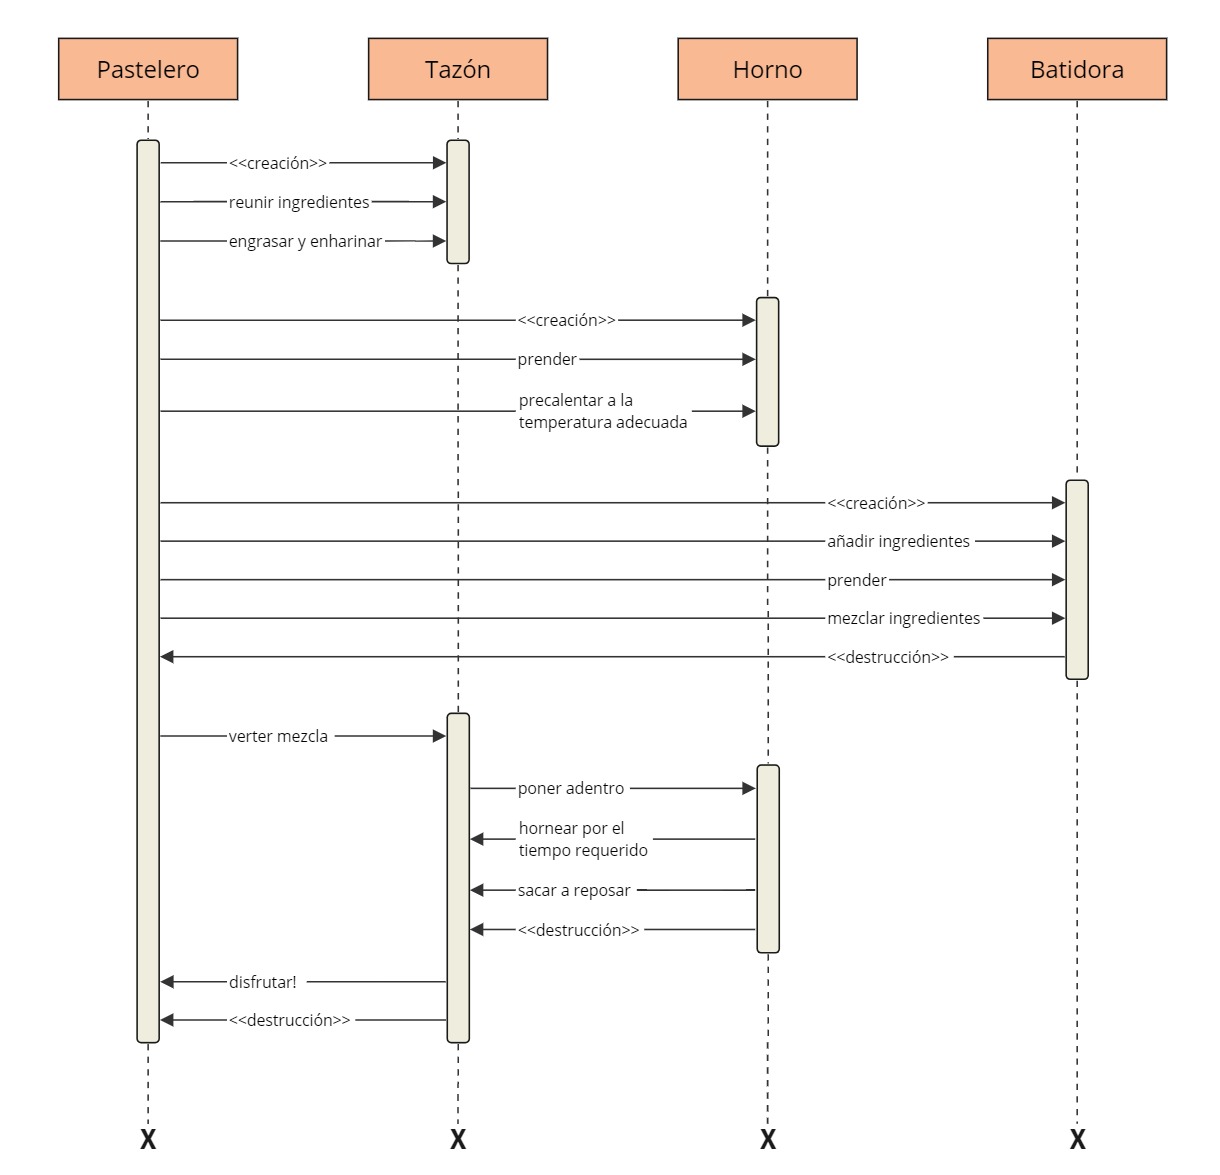 Pastelero
Tazón
Horno
Batidora
<<creación>>
reunir ingredientes
engrasar y enharinar
<<creación>>
prender
precalentar a la
temperatura adecuada
<<creación>>
añadir ingredientes
prender
mezclar ingredientes
<<destrucción>>
verter mezcla
poner adentro
hornear por el
tiempo requerido
sacar a reposar
<<destrucción>>
disfrutar!
<<destrucción>>
X
X
X
X